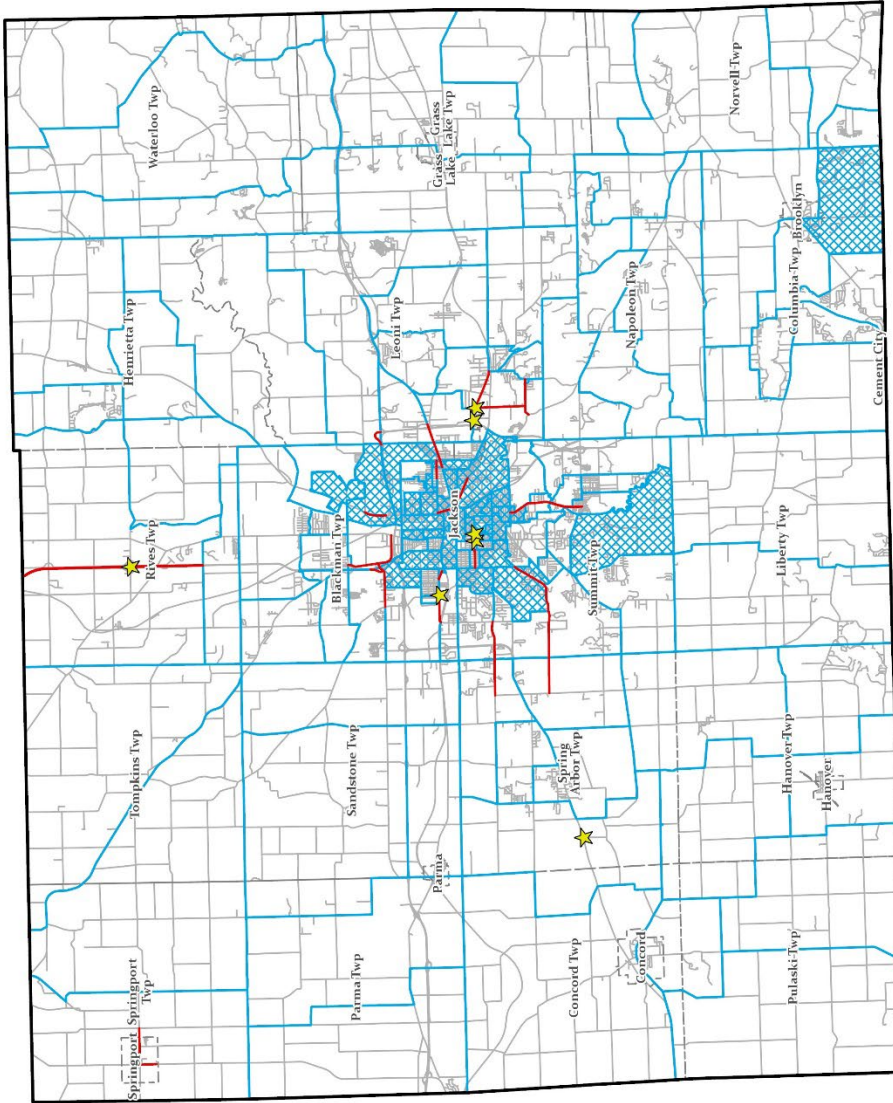 Springport
Springport
Twp
Tompkins Twp
Rives Twp
Henrietta Twp
Waterloo Twp
Parma Twp
Sandstone Twp
Blackman Twp
Leoni Twp
Parma
Jackson
Grass
Lake
Grass
Lake Twp
Concord Twp
Concord
Spring
Arbor Twp
Summit Twp
Napoleon Twp
Norvell Twp
Pulaski Twp
Hanover Twp
Hanover
Liberty Twp
Columbia Twp
Brooklyn
Cement City